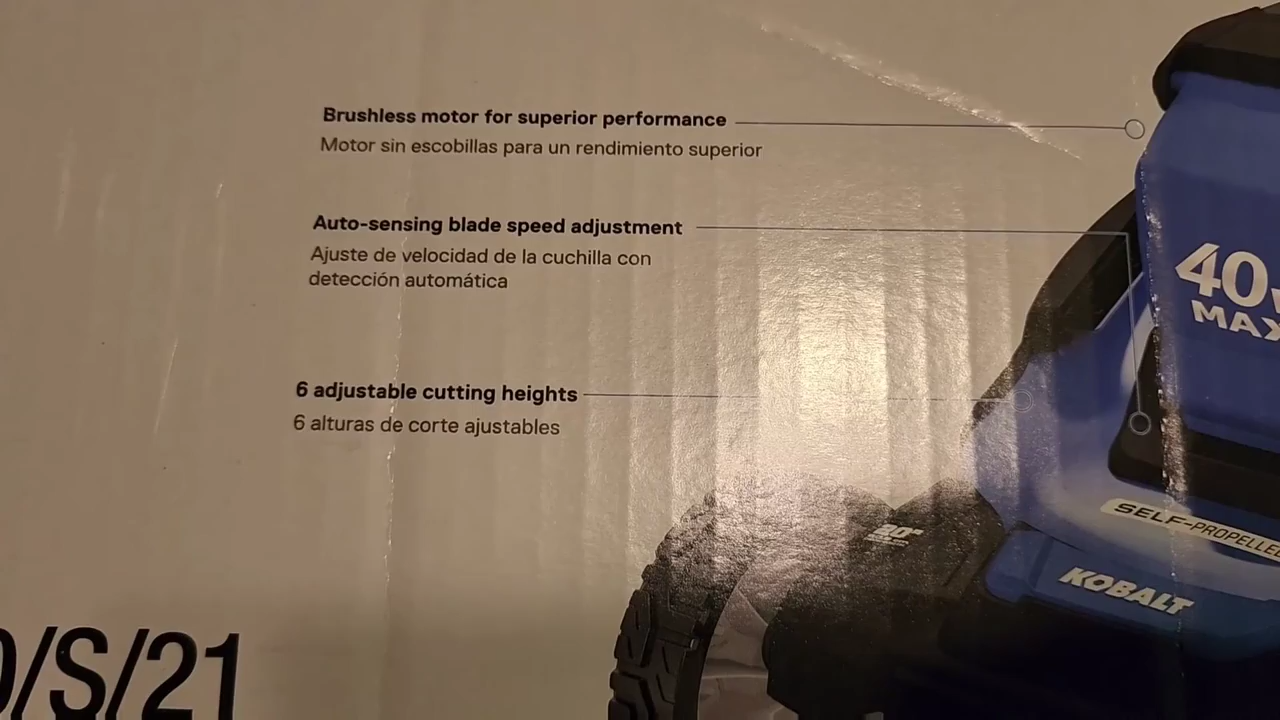 Brushless motor for superior performance
Motor sin escobillas para un rendimiento superior
Auto-sensing blade speed adjustment
Ajuste de velocidad de la cuchilla con
detección automática
6 adjustable cutting heights
6 alturas de corte ajustables
40V
MAX
20"
SELF-PROPELLED
KOBALT
/S/21